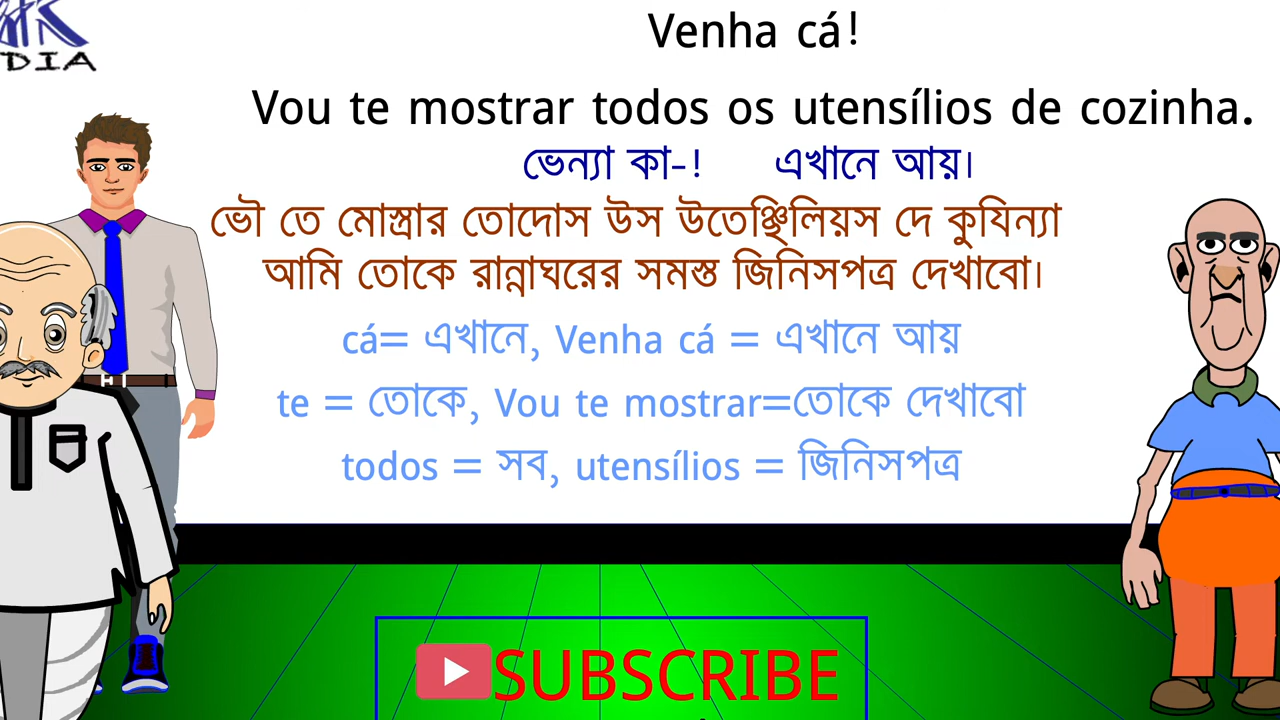 DIA
Venha cá!
Vou te mostrar todos os utensílios de cozinha.
ভেন্যা কা-! এখানে আয়।
ভৌ তে মোস্ত্রার তোদোস উস উতেঞ্ছিলিয়স দে কুযিন্যা
আমি তোকে রান্নাঘরের সমস্ত জিনিসপত্র দেখাবো।
cá= এখানে, Venha cá = এখানে আয়
te = তোকে, Vou te mostrar=তোকে দেখাবো
todos = সব, utensílios = জিনিসপত্র
SUBSCRIBE